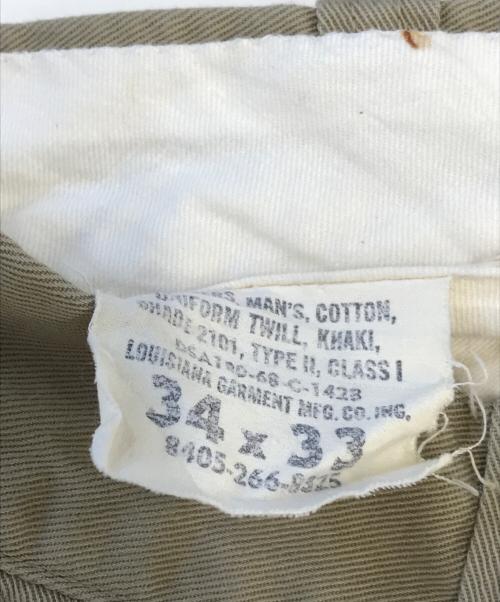 MAN'S, COTTON,
UNIFORM TWILL, KHAKI,
SHADE 2101, TYPE II, CLASS I
DSA100-68-C-1423
LOUISIANA GARMENT MFG. CO. INC.
34 x 33
8405-266-